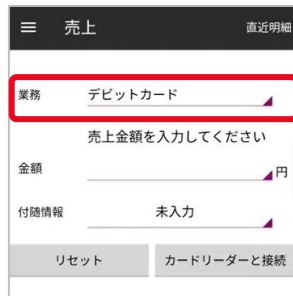 売上 直近明細
業務 デビットカード
売上金額を入力してください
金額 円
付随情報 未入力
リセット カードリーダーと接続